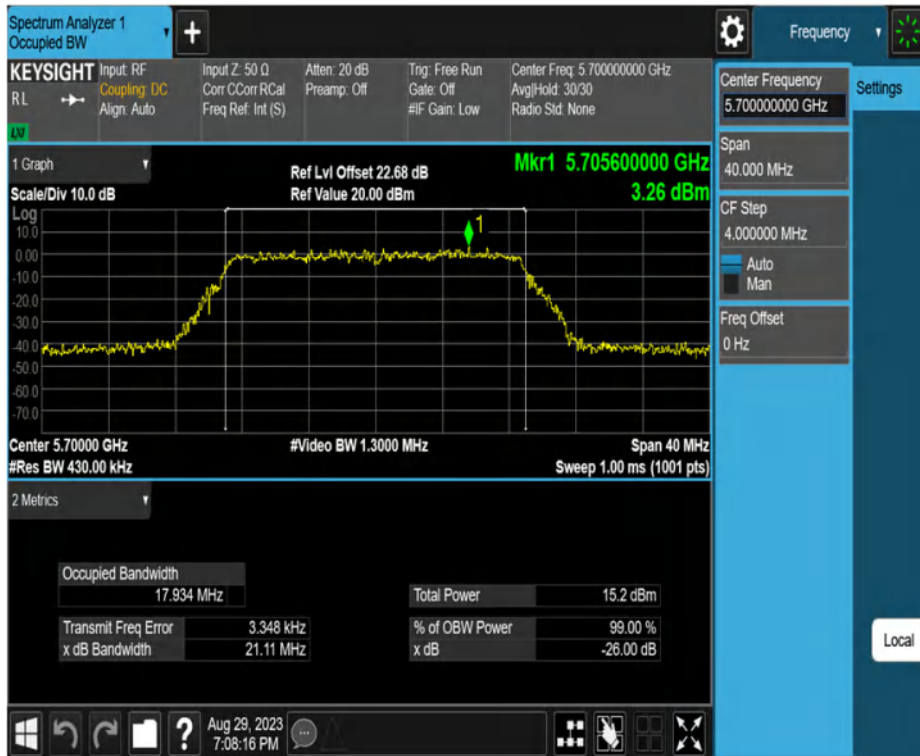 Spectrum Analyzer 1
Occupied BW
+
Frequency
KEYSIGHT
RL
LXI
Input: RF
Coupling: DC
Align: Auto
Input Z: 50 Ω
Corr CCorr RCal
Freq Ref: Int (S)
Atten: 20 dB
Preamp: Off
Trig: Free Run
Gate: Off
#IF Gain: Low
Center Freq: 5.700000000 GHz
Avg|Hold: 30/30
Radio Std: None
Center Frequency
5.700000000 GHz
Settings
Span
40.000 MHz
CF Step
4.000000 MHz
Auto
Man
Freq Offset
0 Hz
Local
1 Graph
Scale/Div 10.0 dB
Ref Lvl Offset 22.68 dB
Ref Value 20.00 dBm
Mkr1 5.705600000 GHz
3.26 dBm
Log
10.0
0.00
-10.0
-20.0
-30.0
-40.0
-50.0
-60.0
-70.0
1
Center 5.70000 GHz
#Video BW 1.3000 MHz
Span 40 MHz
#Res BW 430.00 kHz
Sweep 1.00 ms (1001 pts)
2 Metrics
Occupied Bandwidth
17.934 MHz
Total Power 15.2 dBm
Transmit Freq Error 3.348 kHz
% of OBW Power 99.00 %
x dB Bandwidth 21.11 MHz
x dB -26.00 dB
?
Aug 29, 2023
7:08:16 PM